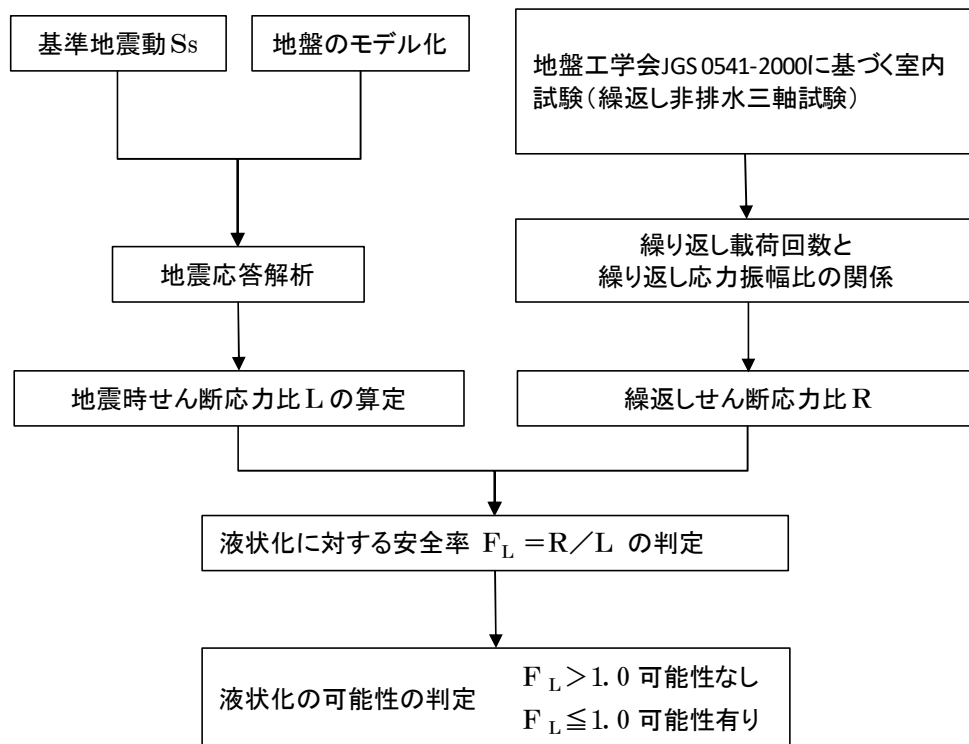 基準地震動Ss
地盤のモデル化
地盤工学会JGS 0541-2000に基づく室内
試験(繰返し非排水三軸試験)
地震応答解析
繰り返し載荷回数と
繰り返し応力振幅比の関係
地震時せん断応力比Lの算定
繰返しせん断応力比R
液状化に対する安全率 FL=R/L の判定
液状化の可能性の判定
FL>1.0 可能性なし
FL≦1.0 可能性有り